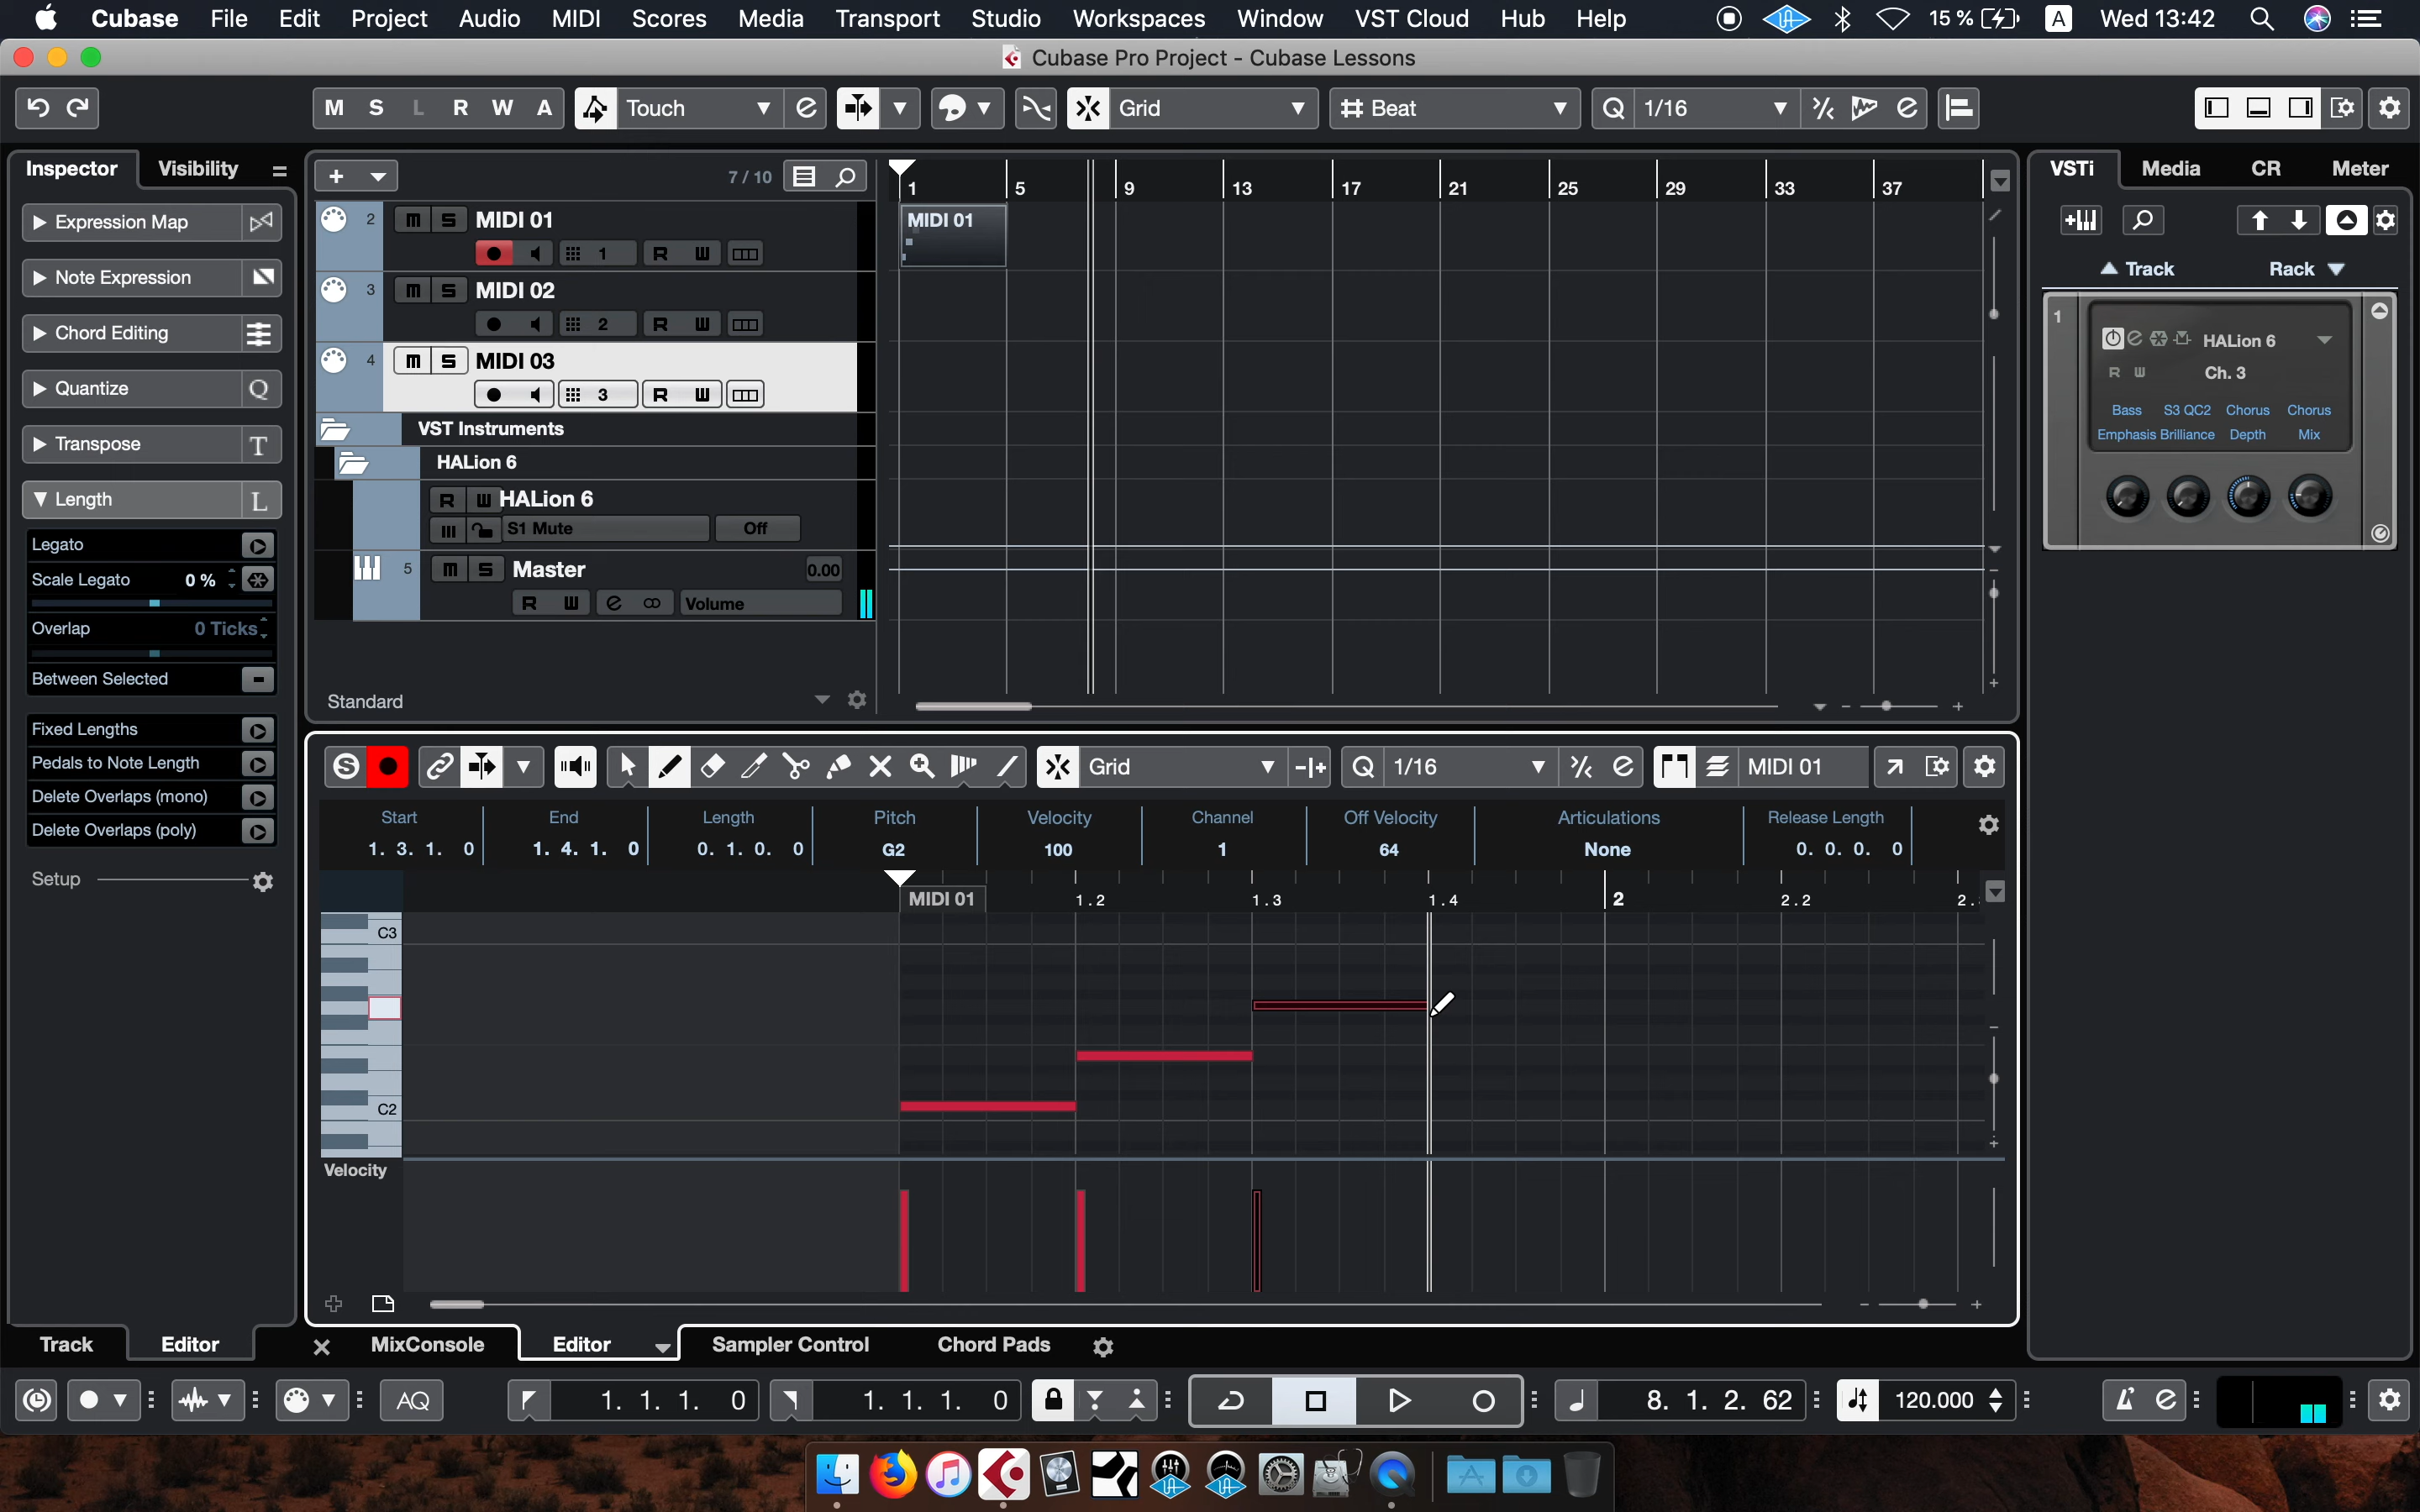 Cubase File Edit Project Audio MIDI Scores Media Transport Studio Workspaces Window VST Cloud Hub Help 15 % A Wed 13:42
Cubase Pro Project - Cubase Lessons
M S L R W A Touch Grid Beat Q 1/16
Inspector Visibility
Expression Map
Note Expression
Chord Editing
Quantize Q
Transpose T
Length L
Legato
Scale Legato 0 %
Overlap 0 Ticks
Between Selected
Fixed Lengths
Pedals to Note Length
Delete Overlaps (mono)
Delete Overlaps (poly)
Setup
7 / 10
2 M S MIDI 01
1 R W
3 M S MIDI 02
2 R W
4 M S MIDI 03
3 R W
VST Instruments
HALion 6
R W HALion 6
S1 Mute Off
5 M S Master 0.00
R W Volume
Standard
1 5 9 13 17 21 25 29 33 37
MIDI 01
VSTi Media CR Meter
Track Rack
1 HALion 6
R W Ch. 3
Bass S3 QC2 Chorus Chorus
Emphasis Brilliance Depth Mix
S Grid Q 1/16 MIDI 01
Start End Length Pitch Velocity Channel Off Velocity Articulations Release Length
1. 3. 1. 0 1. 4. 1. 0 0. 1. 0. 0 G2 100 1 64 None 0. 0. 0. 0
MIDI 01 1.2 1.3 1.4 2 2.2 2.
C3
C2
Velocity
Track Editor MixConsole Editor Sampler Control Chord Pads
AQ 1. 1. 1. 0 1. 1. 1. 0 8. 1. 2. 62 120.000